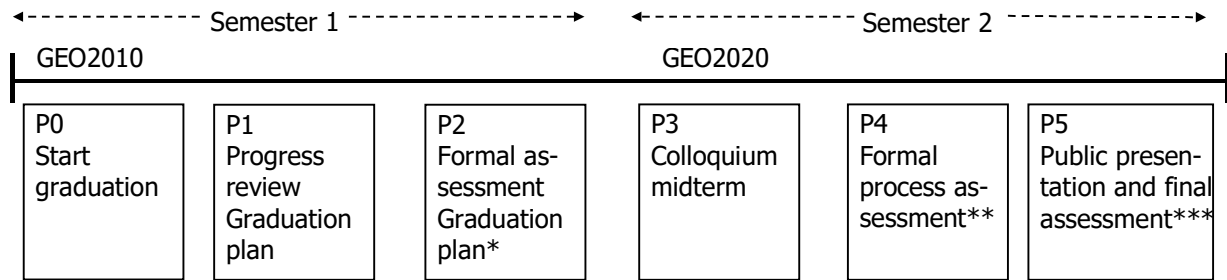 Semester 1
Semester 2
GEO2010
GEO2020
P0
Start
graduation
P1
Progress
review
Graduation
plan
P2
Formal as-
sessment
Graduation
plan*
P3
Colloquium
midterm
P4
Formal
process as-
sessment**
P5
Public presen-
tation and final
assessment***